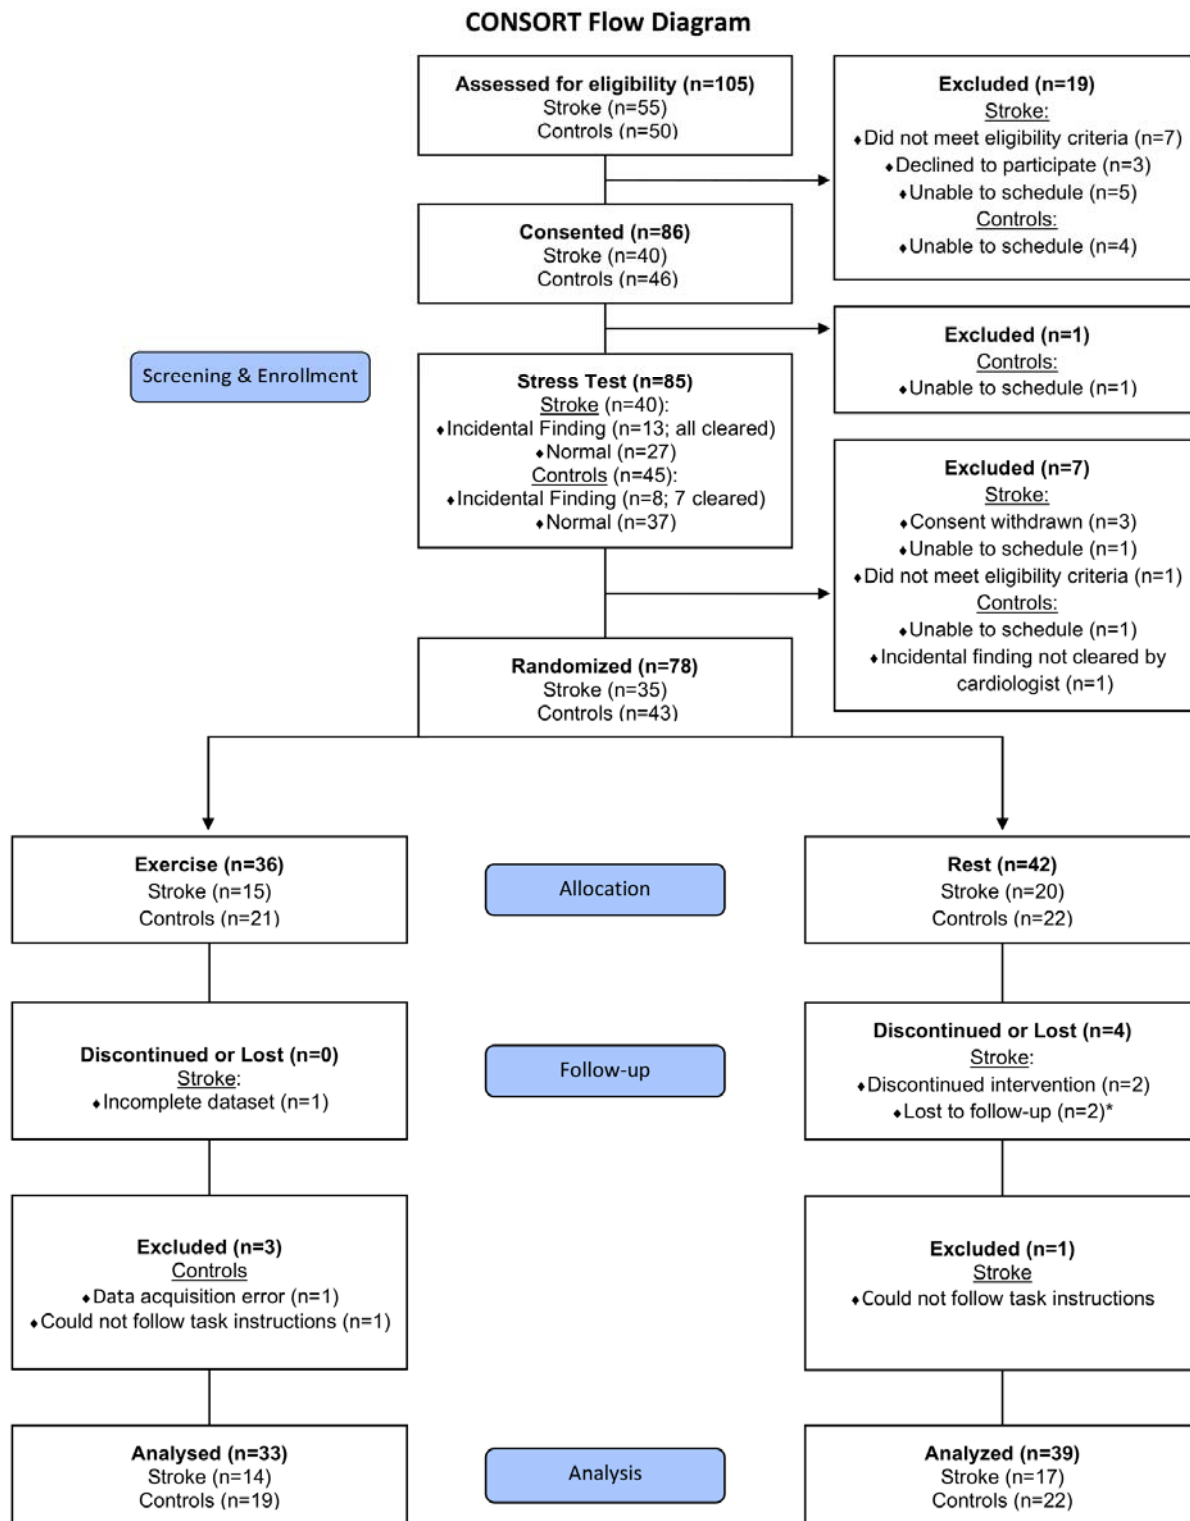 CONSORT Flow Diagram
Assessed for eligibility (n=105)
Stroke (n=55)
Controls (n=50)
Excluded (n=19)
Stroke:
♦Did not meet eligibility criteria (n=7)
♦Declined to participate (n=3)
♦Unable to schedule (n=5)
Controls:
♦Unable to schedule (n=4)
Consented (n=86)
Stroke (n=40)
Controls (n=46)
Excluded (n=1)
Controls:
♦Unable to schedule (n=1)
Screening & Enrollment
Stress Test (n=85)
Stroke (n=40):
♦Incidental Finding (n=13; all cleared)
♦Normal (n=27)
Controls (n=45):
♦Incidental Finding (n=8; 7 cleared)
♦Normal (n=37)
Excluded (n=7)
Stroke:
♦Consent withdrawn (n=3)
♦Unable to schedule (n=1)
♦Did not meet eligibility criteria (n=1)
Controls:
♦Unable to schedule (n=1)
♦Incidental finding not cleared by
cardiologist (n=1)
Randomized (n=78)
Stroke (n=35)
Controls (n=43)
Exercise (n=36)
Stroke (n=15)
Controls (n=21)
Allocation
Rest (n=42)
Stroke (n=20)
Controls (n=22)
Discontinued or Lost (n=0)
Stroke:
♦Incomplete dataset (n=1)
Follow-up
Discontinued or Lost (n=4)
Stroke:
♦Discontinued intervention (n=2)
♦Lost to follow-up (n=2)*
Excluded (n=3)
Controls
♦Data acquisition error (n=1)
♦Could not follow task instructions (n=1)
Excluded (n=1)
Stroke
♦Could not follow task instructions
Analysed (n=33)
Stroke (n=14)
Controls (n=19)
Analysis
Analyzed (n=39)
Stroke (n=17)
Controls (n=22)